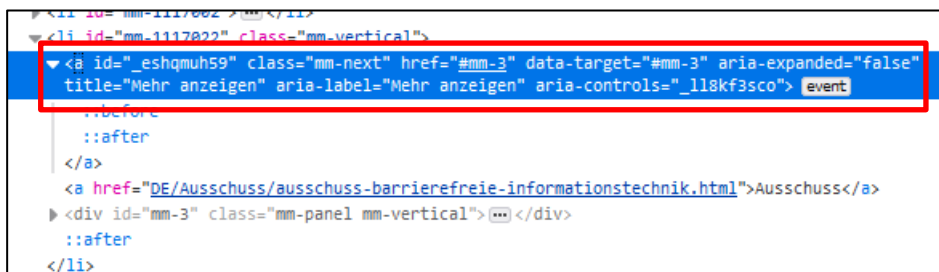 <li id="mm-1117002"> ⋯ </li>
<li id="mm-1117022" class="mm-vertical">
<a id="_eshqmuh59" class="mm-next" href="#mm-3" data-target="#mm-3" aria-expanded="false"
title="Mehr anzeigen" aria-label="Mehr anzeigen" aria-controls="_ll8kf3sco"> event
::before
::after
</a>
<a href="DE/Ausschuss/ausschuss-barrierefreie-informationstechnik.html">Ausschuss</a>
<div id="mm-3" class="mm-panel mm-vertical"> ⋯ </div>
::after
</li>